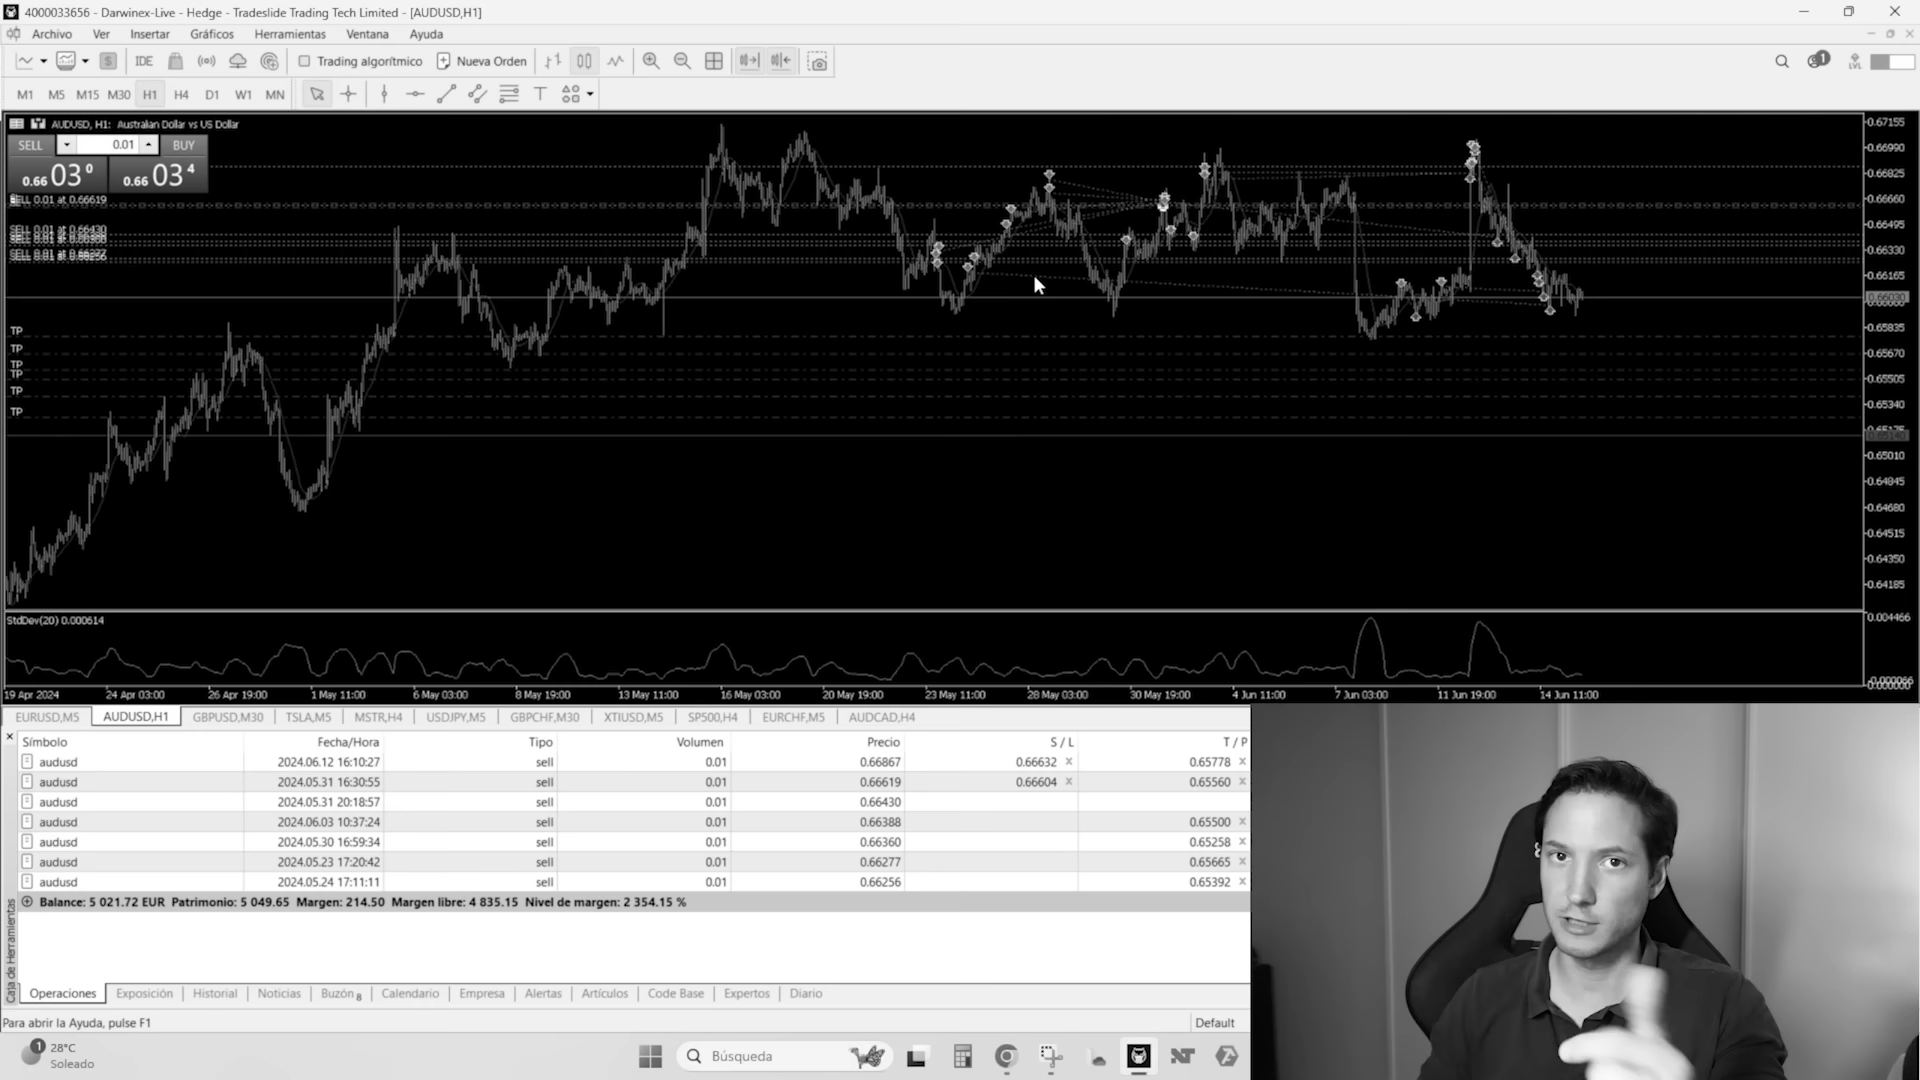 4000033656 - Darwinex-Live - Hedge - Tradeslide Trading Tech Limited - [AUDUSD,H1]
Archivo Ver Insertar Gráficos Herramientas Ventana Ayuda
IDE Trading algorítmico Nueva Orden 1 LVL
M1 M5 M15 M30 H1 H4 D1 W1 MN T
AUDUSD, H1: Australian Dollar vs US Dollar
SELL 0.01 BUY
0.66 03 0 0.66 03 4
SELL 0.01 at 0.66619
SELL 0.01 at 0.66430
TP
TP
TP
TP
TP
TP
0.67155
0.66990
0.66825
0.66660
0.66495
0.66330
0.66165
0.66030
0.65835
0.65670
0.65505
0.65340
0.65175
0.65010
0.64845
0.64680
0.64515
0.64350
0.64185
StdDev(20) 0.000614
0.004466
19 Apr 2024 24 Apr 03:00 26 Apr 19:00 1 May 11:00 6 May 03:00 8 May 19:00 13 May 11:00 16 May 03:00 20 May 19:00 23 May 11:00 28 May 03:00 30 May 19:00 4 Jun 11:00 7 Jun 03:00 11 Jun 19:00 14 Jun 11:00
EURUSD,M5 AUDUSD,H1 GBPUSD,M30 TSLA,M5 MSTR,H4 USDJPY,M5 GBPCHF,M30 XTIUSD,M5 SP500,H4 EURCHF,M5 AUDCAD,H4
Símbolo Fecha/Hora Tipo Volumen Precio S / L T / P
audusd 2024.06.12 16:10:27 sell 0.01 0.66867 0.66632 0.65778
audusd 2024.05.31 16:30:55 sell 0.01 0.66619 0.66604 0.65560
audusd 2024.05.31 20:18:57 sell 0.01 0.66430
audusd 2024.06.03 10:37:24 sell 0.01 0.66388 0.65500
audusd 2024.05.30 16:59:34 sell 0.01 0.66360 0.65258
audusd 2024.05.23 17:20:42 sell 0.01 0.66277 0.65665
audusd 2024.05.24 17:11:11 sell 0.01 0.66256 0.65392
Balance: 5 021.72 EUR Patrimonio: 5 049.65 Margen: 214.50 Margen libre: 4 835.15 Nivel de margen: 2 354.15 %
Caja de Herramientas
Operaciones Exposición Historial Noticias Buzón 8 Calendario Empresa Alertas Artículos Code Base Expertos Diario
Para abrir la Ayuda, pulse F1 Default
1 28°C
Soleado
Búsqueda